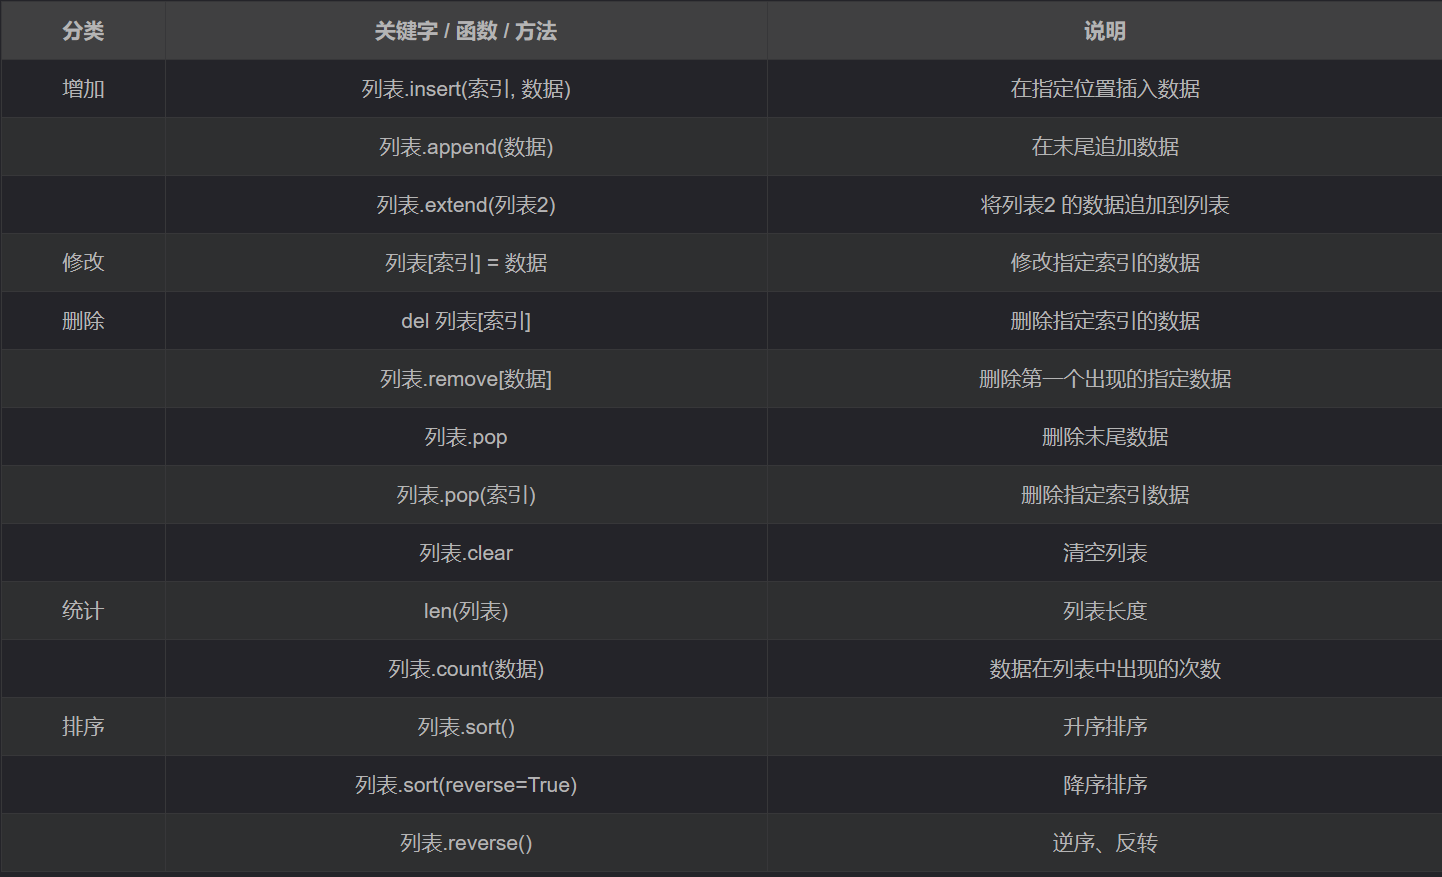 分类 关键字 / 函数 / 方法 说明
增加 列表.insert(索引, 数据) 在指定位置插入数据
列表.append(数据) 在末尾追加数据
列表.extend(列表2) 将列表2 的数据追加到列表
修改 列表[索引] = 数据 修改指定索引的数据
删除 del 列表[索引] 删除指定索引的数据
列表.remove[数据] 删除第一个出现的指定数据
列表.pop 删除末尾数据
列表.pop(索引) 删除指定索引数据
列表.clear 清空列表
统计 len(列表) 列表长度
列表.count(数据) 数据在列表中出现的次数
排序 列表.sort() 升序排序
列表.sort(reverse=True) 降序排序
列表.reverse() 逆序、反转